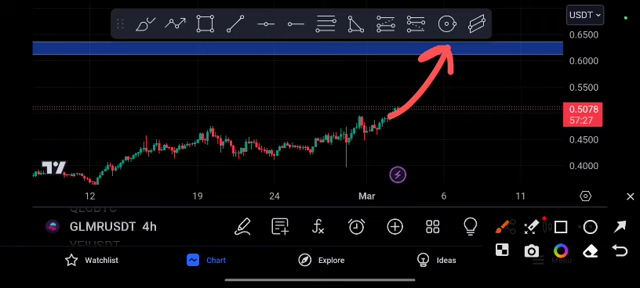 USDT
0.6500
0.6000
0.5500
0.5078
57:27
0.4500
0.4000
12
19
24
Mar
6
11
GLMRUSDT 4h
Watchlist
Chart
Explore
Ideas